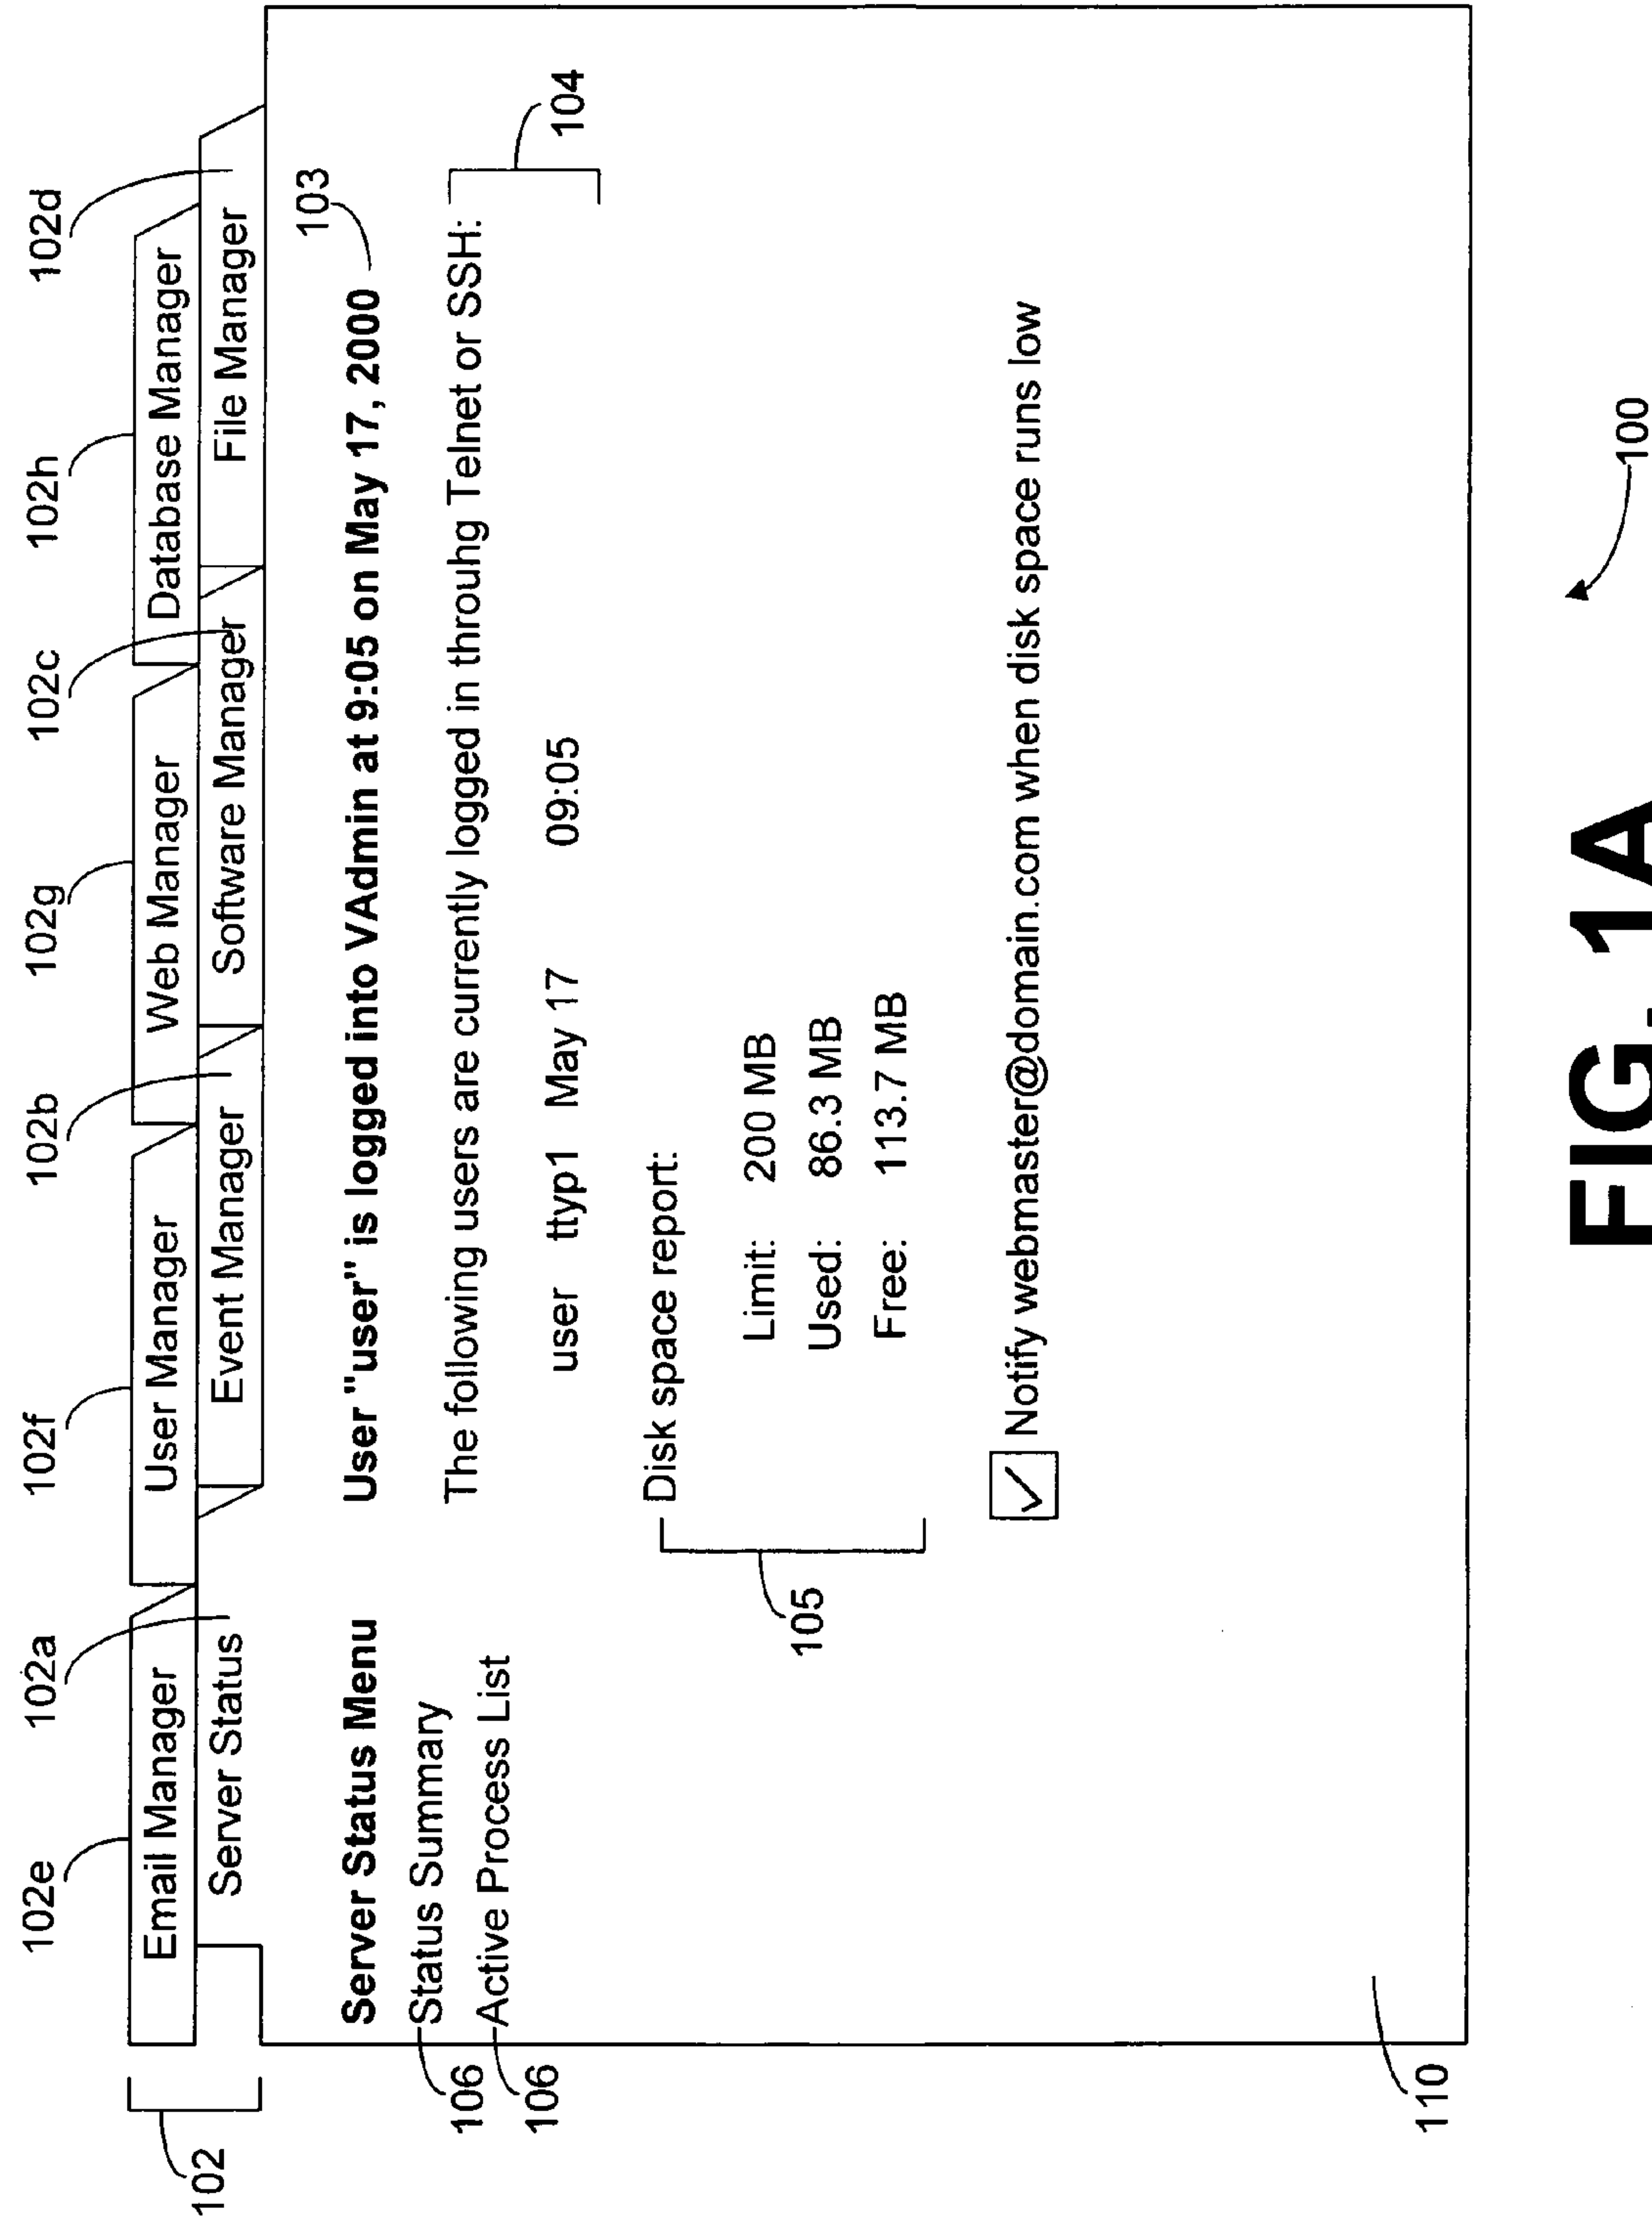 102e 102a 102f 102b 102g 102c 102h 102d
102
Email Manager User Manager Web Manager Database Manager
Server Status Event Manager Software Manager File Manager
103
Server Status Menu User "user" is logged into VAdmin at 9:05 on May 17, 2000
106 Status Summary The following users are currently logged in throuhg Telnet or SSH:
106 Active Process List
104
user ttyp1 May 17 09:05
Disk space report:
105
Limit: 200 MB
Used: 86.3 MB
Free: 113.7 MB
✓ Notify webmaster@domain.com when disk space runs low
110
100
FIG. 1A